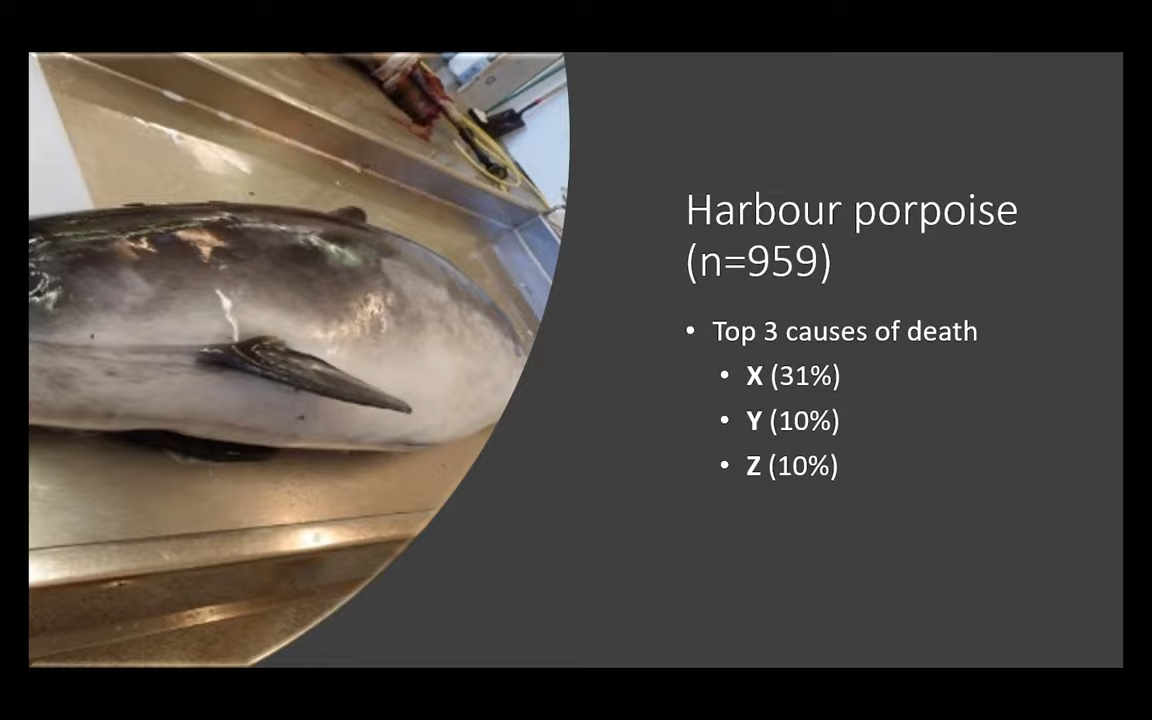 Harbour porpoise
(n=959)
• Top 3 causes of death
• X (31%)
• Y (10%)
• Z (10%)